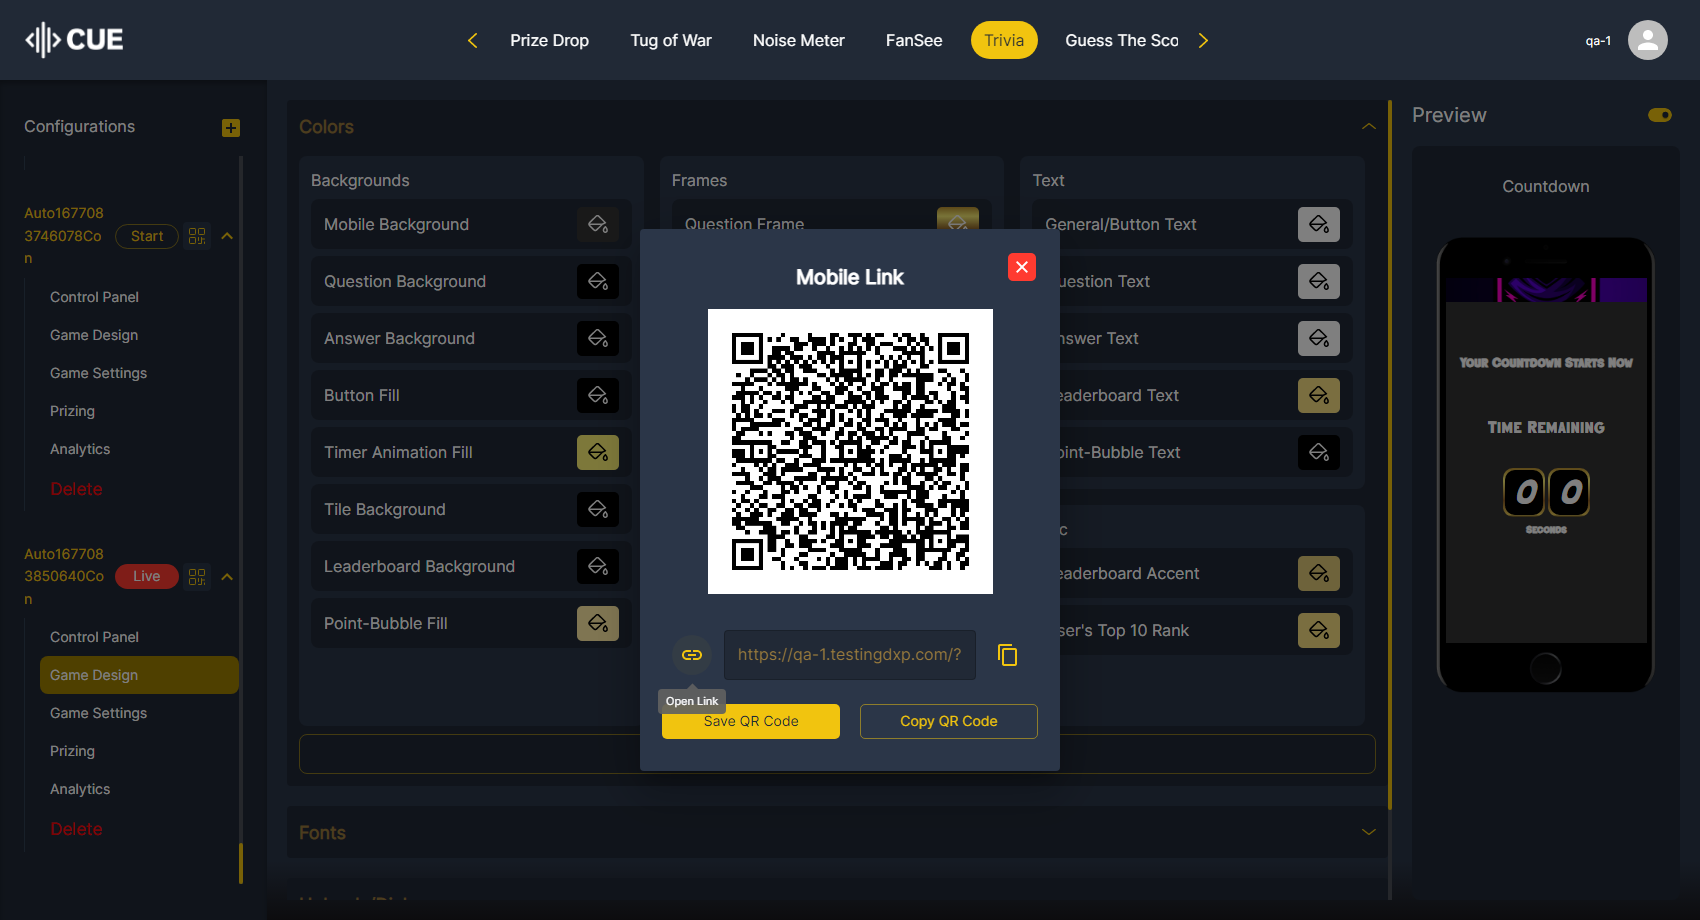 CUE
Prize Drop
Tug of War
Noise Meter
FanSee
Trivia
Guess The Sco
qa-1
Configurations
Auto167708
3746078Co
n
Start
Control Panel
Game Design
Game Settings
Prizing
Analytics
Delete
Auto167708
3850640Co
n
Live
Control Panel
Game Design
Game Settings
Prizing
Analytics
Delete
Colors
Backgrounds
Mobile Background
Question Background
Answer Background
Button Fill
Timer Animation Fill
Tile Background
Leaderboard Background
Point-Bubble Fill
Frames
Question Frame
Text
General/Button Text
uestion Text
nswer Text
eaderboard Text
oint-Bubble Text
c
eaderboard Accent
ser's Top 10 Rank
Fonts
Mobile Link
https://qa-1.testingdxp.com/?
Open Link
Save QR Code
Copy QR Code
Preview
Countdown
Your Countdown Starts Now
Time Remaining
0 0
Seconds